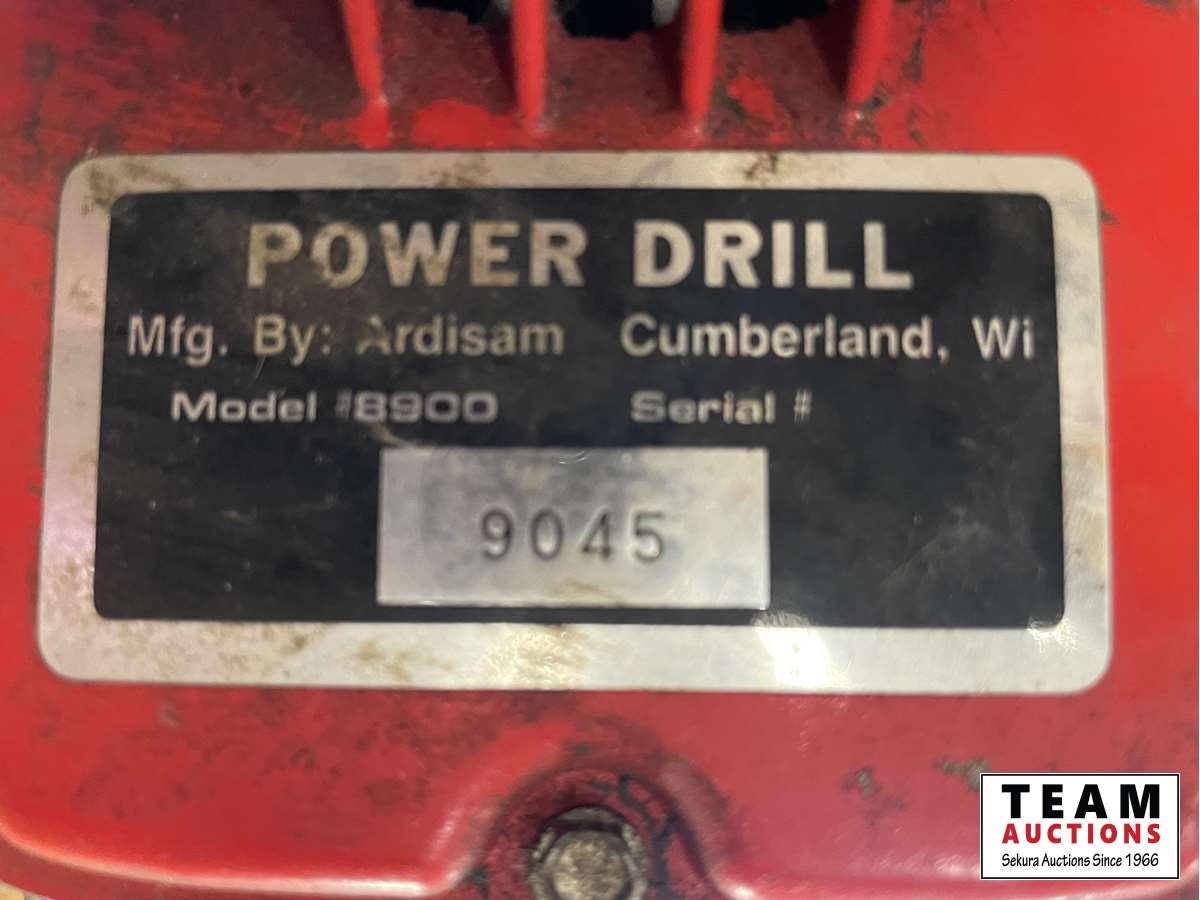 POWER DRILL
Mfg. By: Ardisam Cumberland, Wi
Model #8900 Serial #
9045
TEAM
AUCTIONS
Sekura Auctions Since 1966